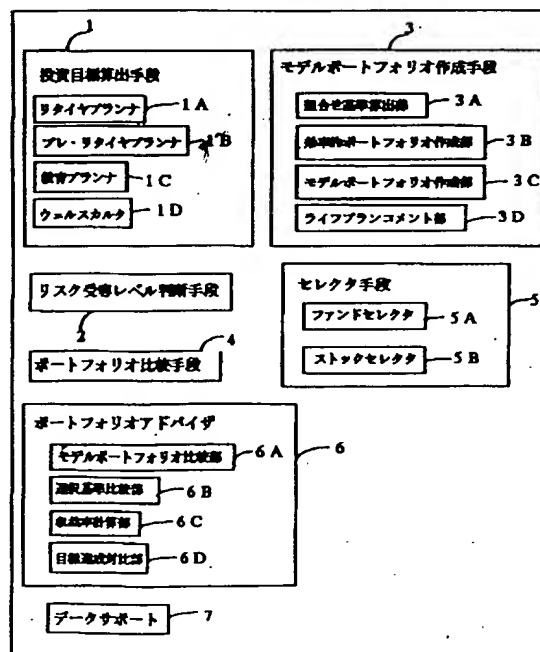 1
投資目標算出手段
リタイヤプランナ 1A
プレ・リタイヤプランナ 1B
教育プランナ 1C
ウェルスカルク 1D
3
モデルポートフォリオ作成手段
組合せ基準算出部 3A
効率的ポートフォリオ作成部 3B
モデルポートフォリオ作成部 3C
ライフプランコメント部 3D
リスク受容レベル判断手段
2
4
ポートフォリオ比較手段
セレクタ手段
5
ファンドセレクタ 5A
ストックセレクタ 5B
ポートフォリオアドバイザ
6
モデルポートフォリオ比較部 6A
選択基準比較部 6B
収益率計算部 6C
目標達成対比部 6D
データサポート 7